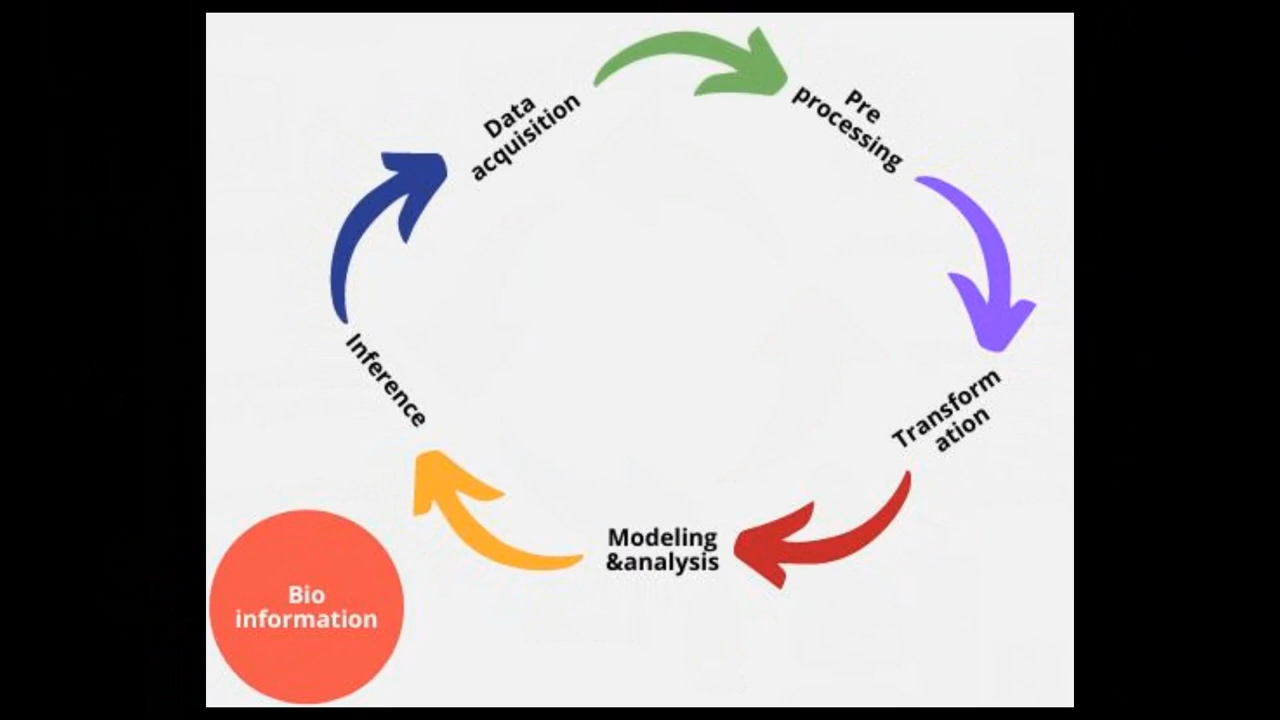 Data
acquisition
Pre
processing
Transform
ation
Modeling
&analysis
Inference
Bio
information